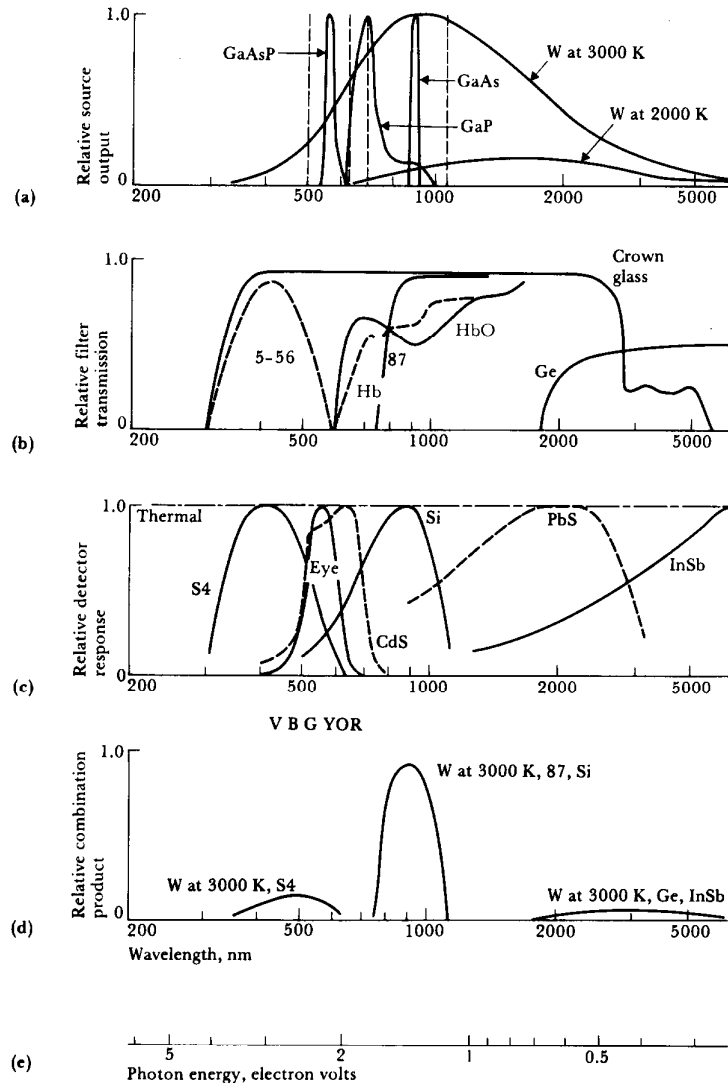 Relative source
output
1.0
0
GaAsP
GaAs
GaP
W at 3000 K
W at 2000 K
(a)
200
500
1000
2000
5000
Relative filter
transmission
1.0
0
5-56
Hb
87
HbO
Ge
Crown
glass
(b)
200
500
1000
2000
5000
Relative detector
response
1.0
0
Thermal
S4
Eye
CdS
Si
PbS
InSb
(c)
200
500
1000
2000
5000
V B G YOR
Relative combination
product
1.0
0
W at 3000 K, S4
W at 3000 K, 87, Si
W at 3000 K, Ge, InSb
(d)
200
500
1000
2000
5000
Wavelength, nm
(e)
5
2
1
0.5
Photon energy, electron volts